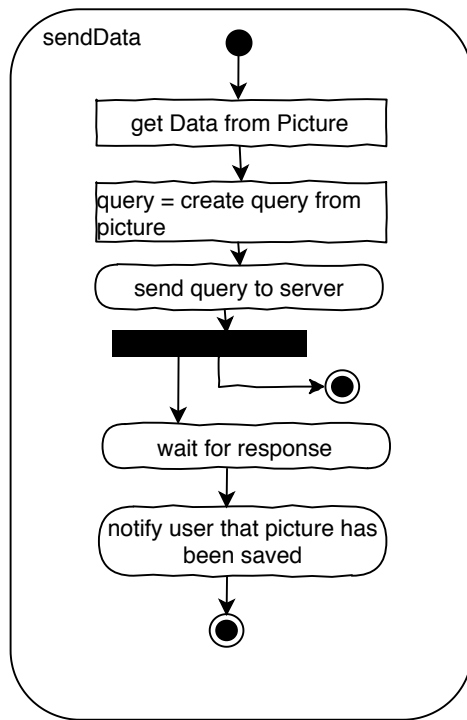 sendData
get Data from Picture
query = create query from
picture
send query to server
wait for response
notify user that picture has
been saved